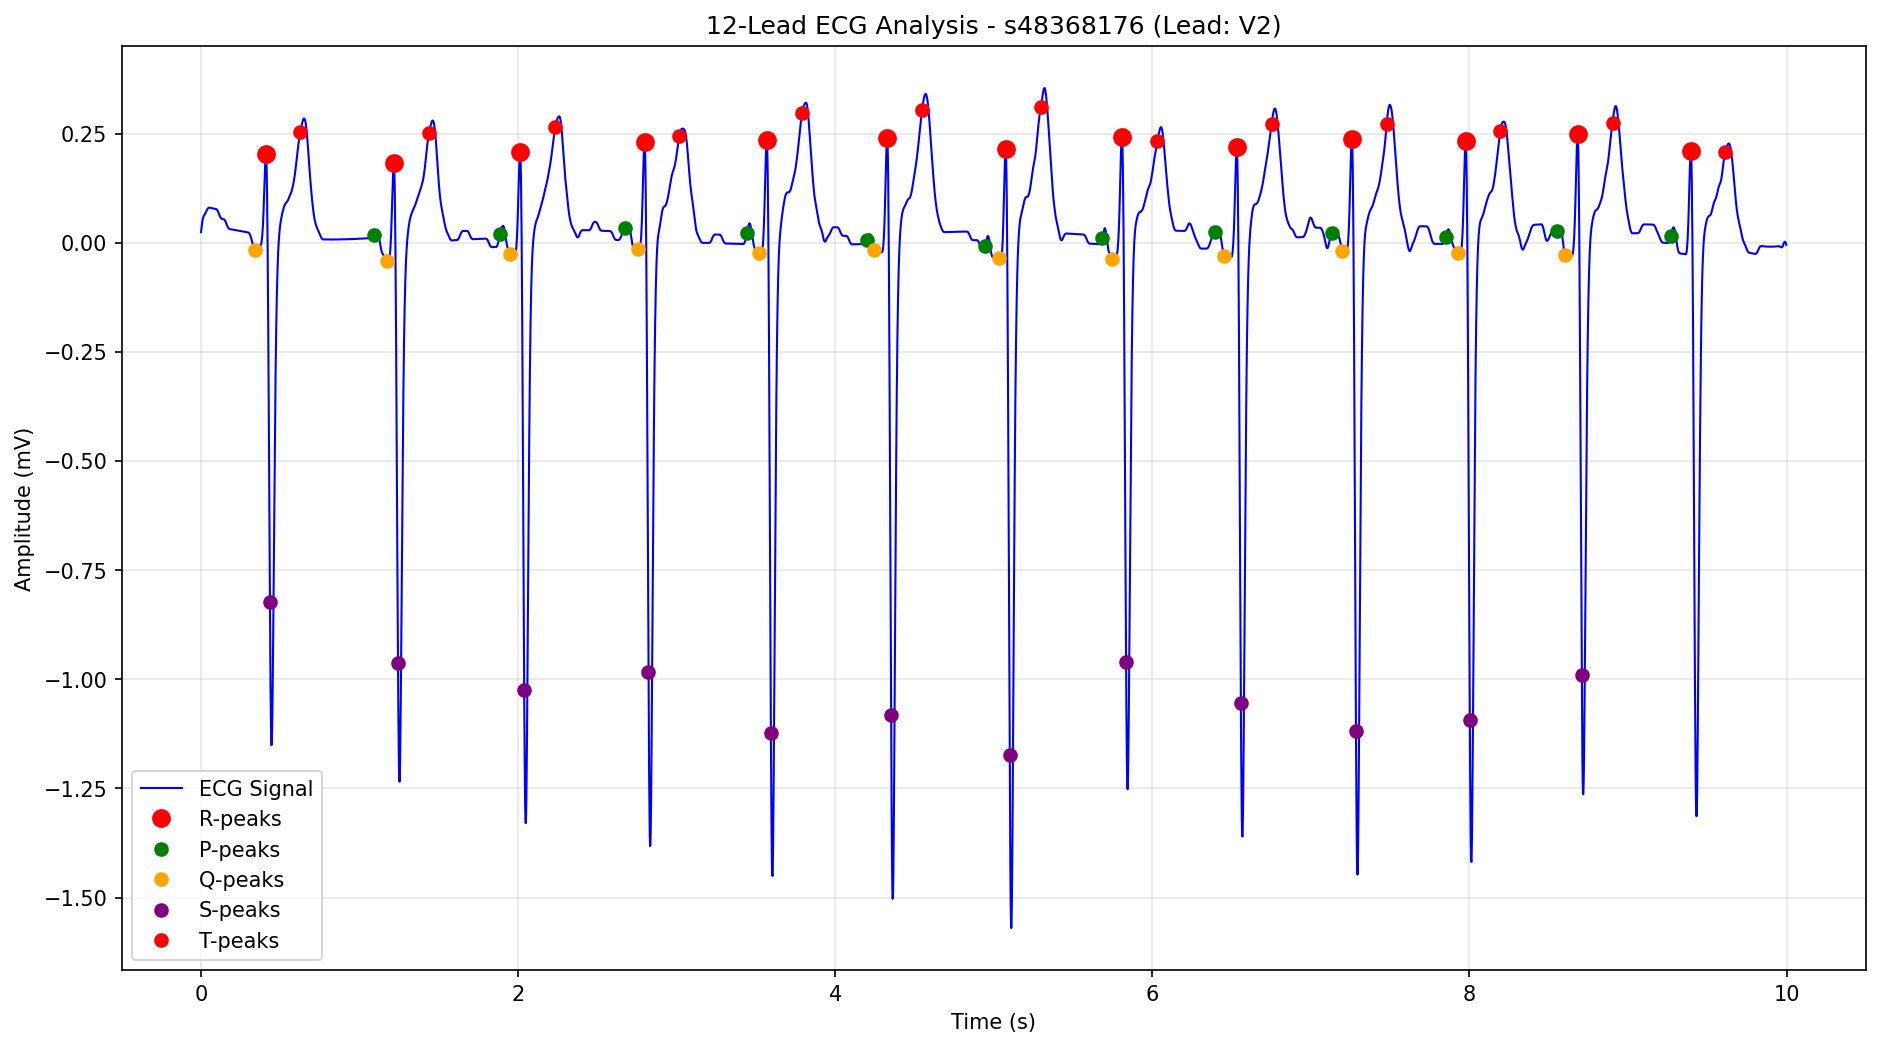 12-Lead ECG Analysis - s48368176 (Lead: V2)
Amplitude (mV)
0.25
0.00
−0.25
−0.50
−0.75
−1.00
−1.25
−1.50
ECG Signal
R-peaks
P-peaks
Q-peaks
S-peaks
T-peaks
0 2 4 6 8 10
Time (s)